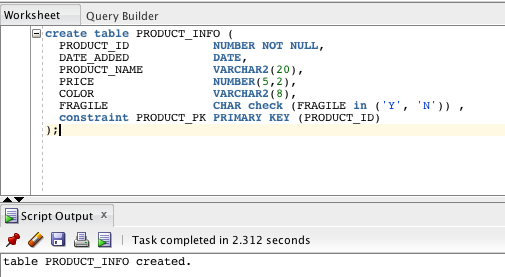 Worksheet Query Builder
create table PRODUCT_INFO (
PRODUCT_ID NUMBER NOT NULL,
DATE_ADDED DATE,
PRODUCT_NAME VARCHAR2(20),
PRICE NUMBER(5,2),
COLOR VARCHAR2(8),
FRAGILE CHAR check (FRAGILE in ('Y', 'N')) ,
constraint PRODUCT_PK PRIMARY KEY (PRODUCT_ID)
);
Script Output x
Task completed in 2.312 seconds
table PRODUCT_INFO created.